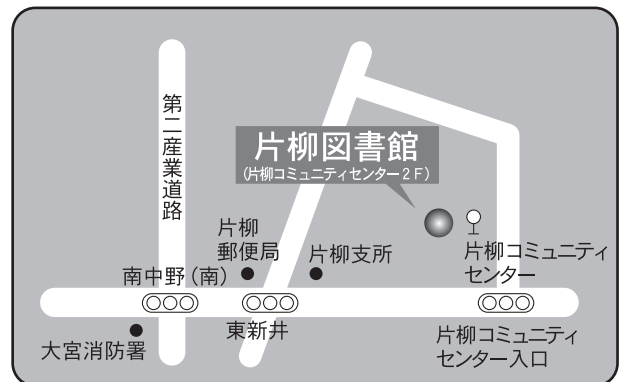 第二産業道路
片柳図書館
(片柳コミュニティセンター2F)
片柳
郵便局
片柳支所
片柳コミュニティ
センター
南中野(南)
大宮消防署
東新井
片柳コミュニティ
センター入口